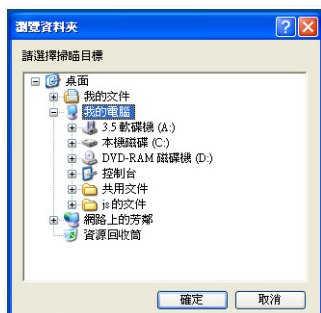 瀏覽資料夾
請選擇掃瞄目標
桌面
我的文件
我的電腦
3.5 軟碟機 (A:)
本機磁碟 (C:)
DVD-RAM 磁碟機 (D:)
控制台
共用文件
js 的文件
網路上的芳鄰
資源回收筒
確定 取消